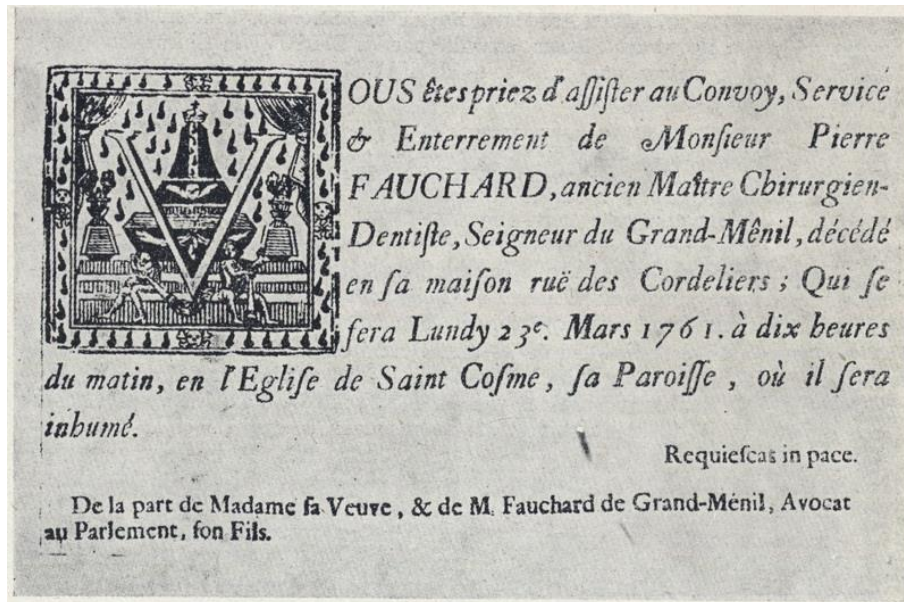 VOUS êtes priez d'aſſiſter au Convoy, Service
& Enterrement de Monſieur Pierre
FAUCHARD, ancien Maître Chirurgien-
Dentiſte, Seigneur du Grand-Mênil, décédé
en ſa maiſon ruë des Cordeliers ; Qui ſe
fera Lundy 23e. Mars 1761. à dix heures
du matin, en l'Egliſe de Saint Coſme, ſa Paroiſſe, où il ſera
inhumé.
Requieſcas in pace.
De la part de Madame ſa Veuve, & de M. Fauchard de Grand-Ménil, Avocat
au Parlement, ſon Fils.